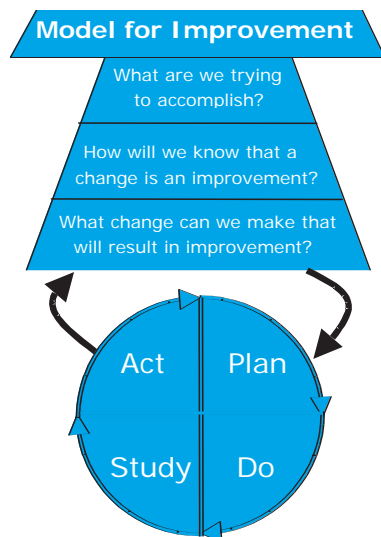 Model for Improvement
What are we trying
to accomplish?
How will we know that a
change is an improvement?
What change can we make that
will result in improvement?
Act Plan
Study Do